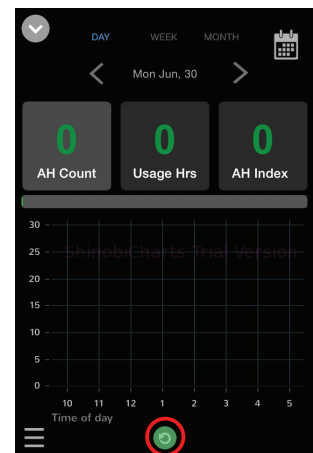 DAY WEEK MONTH
Mon Jun, 30
0 0 0
AH Count Usage Hrs AH Index
30
ShinobiCharts Trial Version
25
20
15
10
5
0
10 11 12 1 2 3 4 5
Time of day